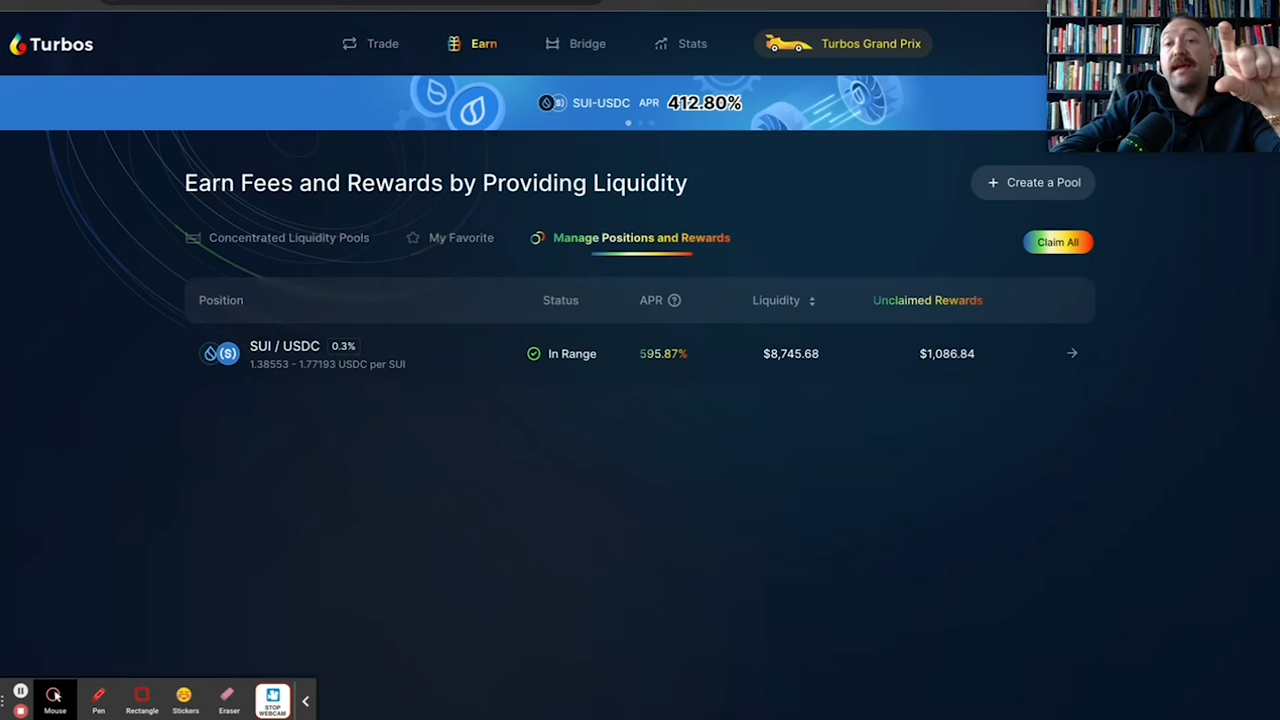 Turbos
Trade
Earn
Bridge
Stats
Turbos Grand Prix
SUI-USDC APR 412.80%
Earn Fees and Rewards by Providing Liquidity
+ Create a Pool
Concentrated Liquidity Pools
My Favorite
Manage Positions and Rewards
Claim All
Position
Status
APR ?
Liquidity
Unclaimed Rewards
SUI / USDC 0.3%
1.38553 - 1.77193 USDC per SUI
In Range
595.87%
$8,745.68
$1,086.84
Mouse
Pen
Rectangle
Stickers
Eraser
STOP
WEBCAM